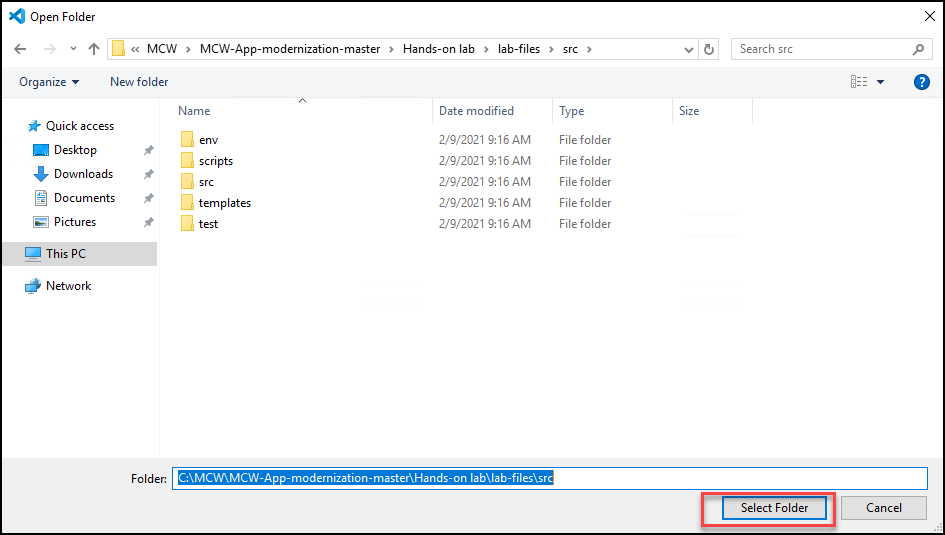 Open Folder
« MCW > MCW-App-modernization-master > Hands-on lab > lab-files > src >
Search src
Organize
New folder
Quick access
Desktop
Downloads
Documents
Pictures
This PC
Network
Name Date modified Type Size
env 2/9/2021 9:16 AM File folder
scripts 2/9/2021 9:16 AM File folder
src 2/9/2021 9:16 AM File folder
templates 2/9/2021 9:16 AM File folder
test 2/9/2021 9:16 AM File folder
Folder: C:\MCW\MCW-App-modernization-master\Hands-on lab\lab-files\src
Select Folder
Cancel